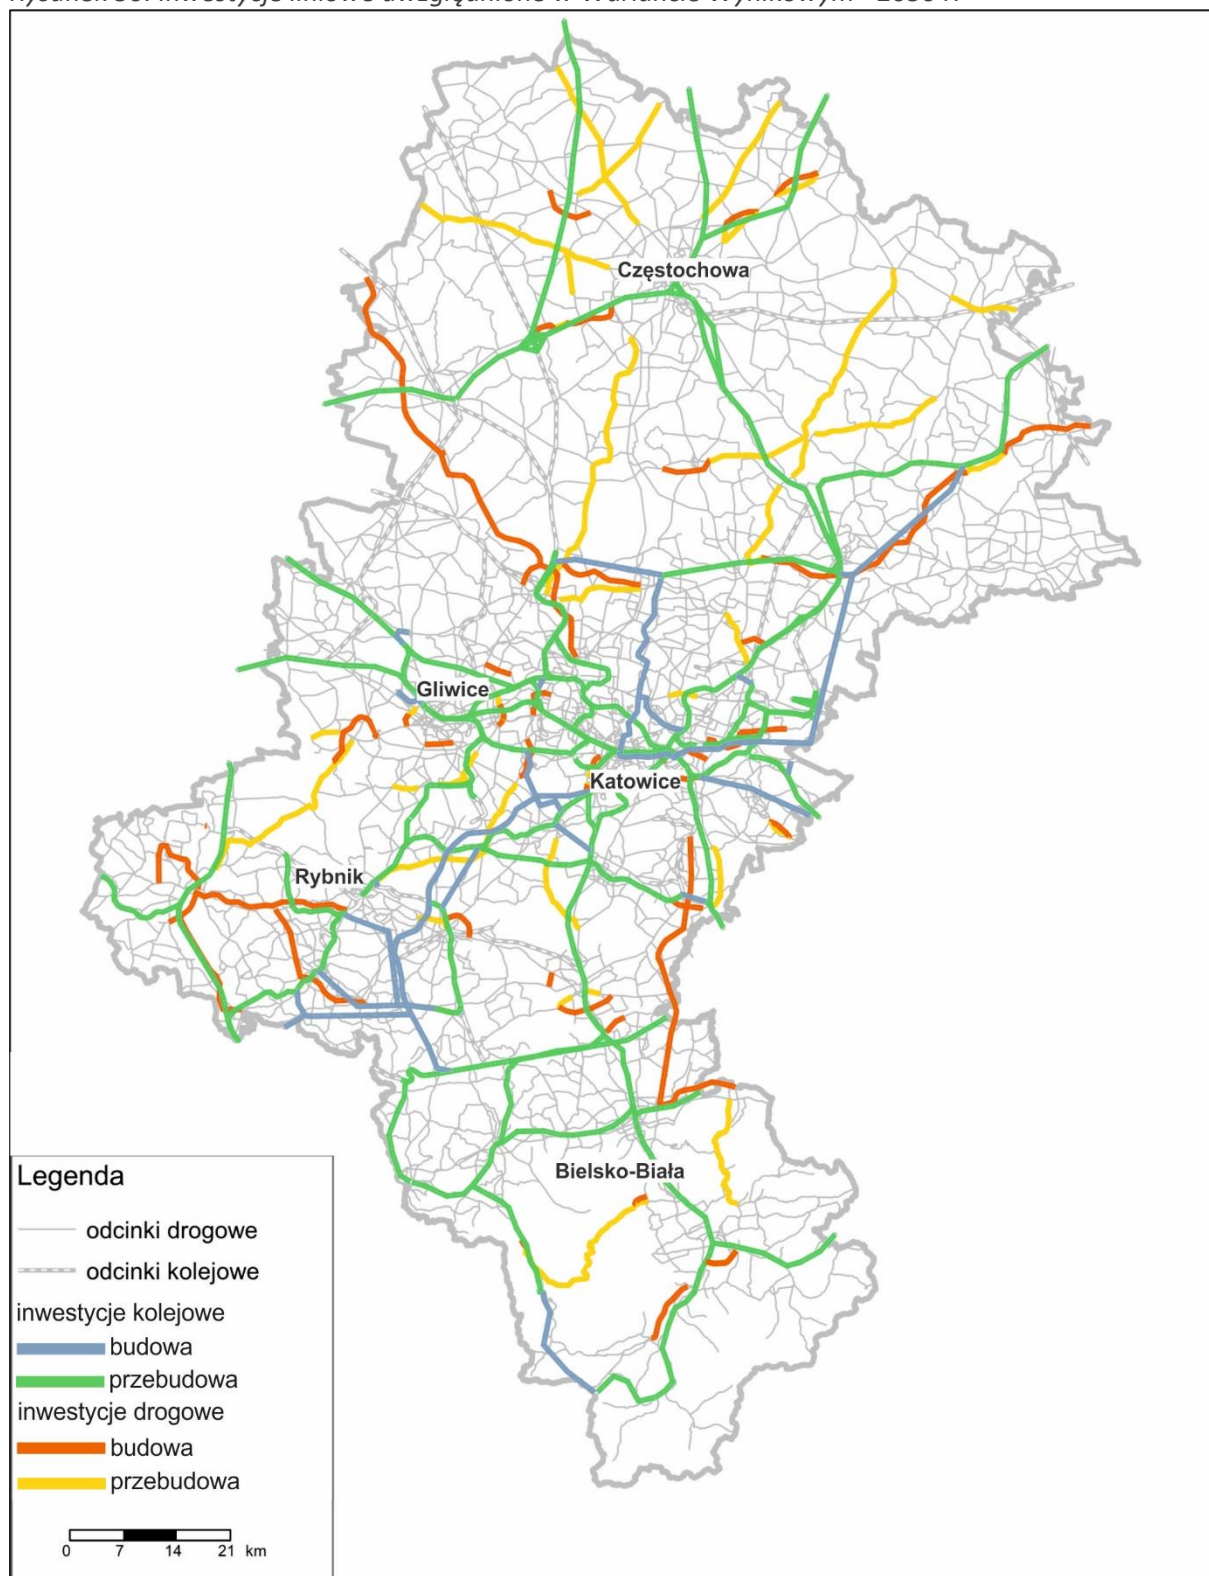 Częstochowa
Gliwice
Katowice
Rybnik
Bielsko-Biała
Legenda
odcinki drogowe
odcinki kolejowe
inwestycje kolejowe
budowa
przebudowa
inwestycje drogowe
budowa
przebudowa
0 7 14 21 km